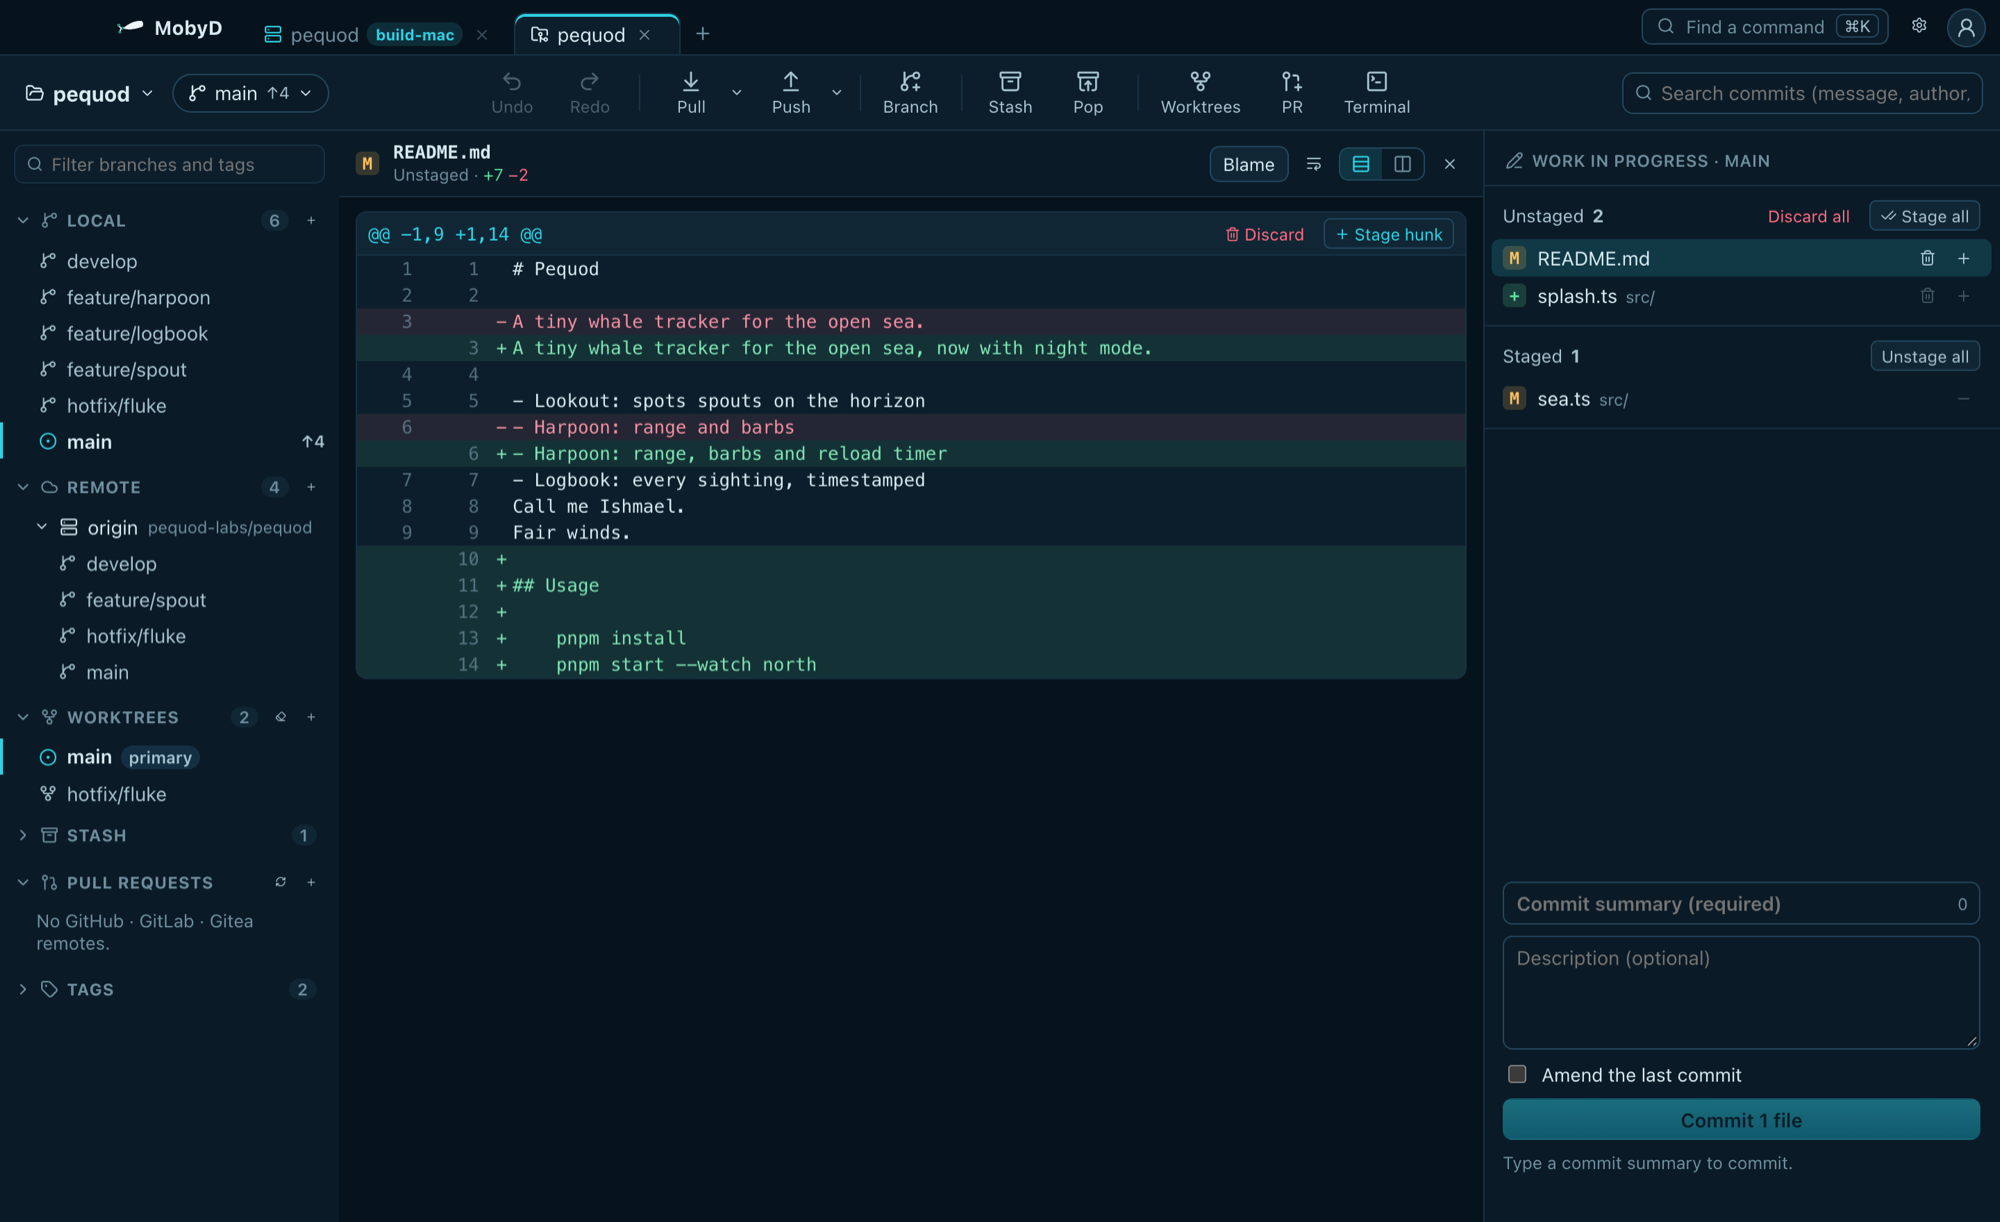 MobyD
pequod build-mac
pequod
Find a command ⌘K
pequod
main ↑4
Undo
Redo
Pull
Push
Branch
Stash
Pop
Worktrees
PR
Terminal
Search commits (message, author,
Filter branches and tags
LOCAL 6
develop
feature/harpoon
feature/logbook
feature/spout
hotfix/fluke
main ↑4
REMOTE 4
origin pequod-labs/pequod
develop
feature/spout
hotfix/fluke
main
WORKTREES 2
main primary
hotfix/fluke
STASH 1
PULL REQUESTS
No GitHub · GitLab · Gitea
remotes.
TAGS 2
M README.md
Unstaged · +7 −2
Blame
@@ −1,9 +1,14 @@
Discard
+ Stage hunk
1 1 # Pequod
2 2
3 −A tiny whale tracker for the open sea.
3 +A tiny whale tracker for the open sea, now with night mode.
4 4
5 5 - Lookout: spots spouts on the horizon
6 −- Harpoon: range and barbs
6 +- Harpoon: range, barbs and reload timer
7 7 - Logbook: every sighting, timestamped
8 8 Call me Ishmael.
9 9 Fair winds.
10 +
11 +## Usage
12 +
13 +    pnpm install
14 +    pnpm start --watch north
WORK IN PROGRESS · MAIN
Unstaged 2
Discard all
Stage all
M README.md
+ splash.ts src/
Staged 1
Unstage all
M sea.ts src/
Commit summary (required) 0
Description (optional)
Amend the last commit
Commit 1 file
Type a commit summary to commit.